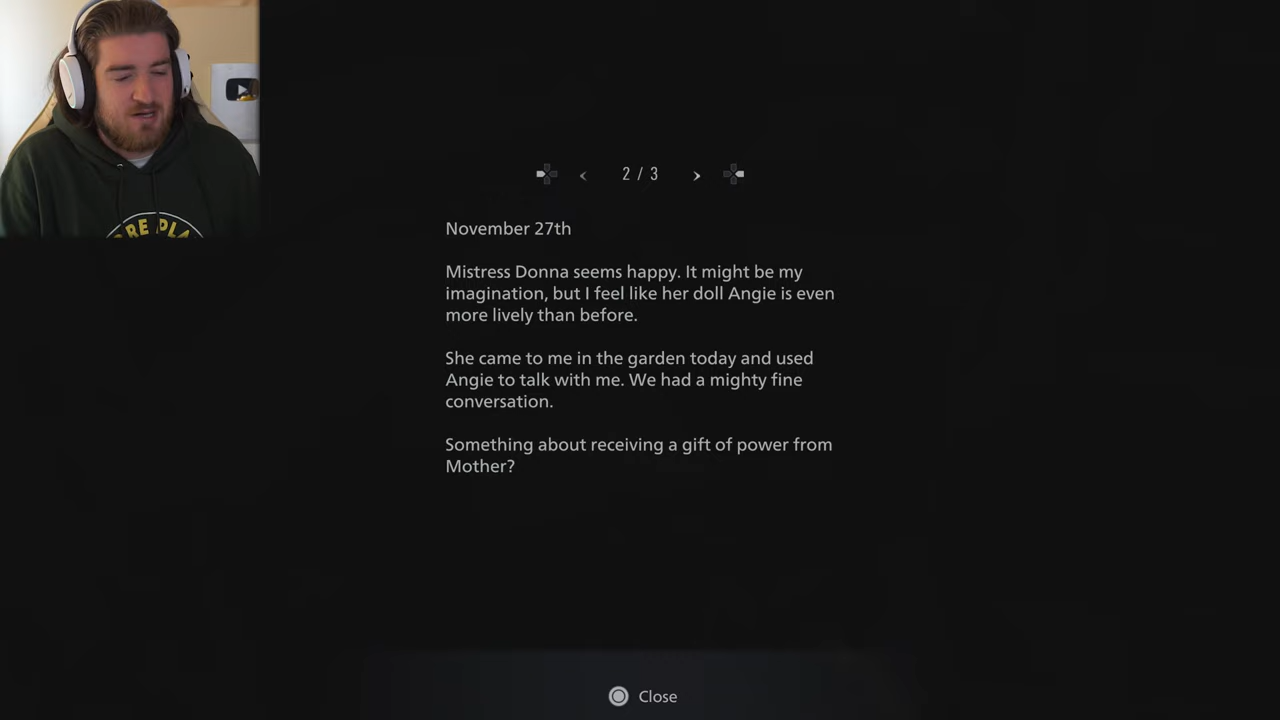 2 / 3
November 27th
Mistress Donna seems happy. It might be my
imagination, but I feel like her doll Angie is even
more lively than before.
She came to me in the garden today and used
Angie to talk with me. We had a mighty fine
conversation.
Something about receiving a gift of power from
Mother?
Close